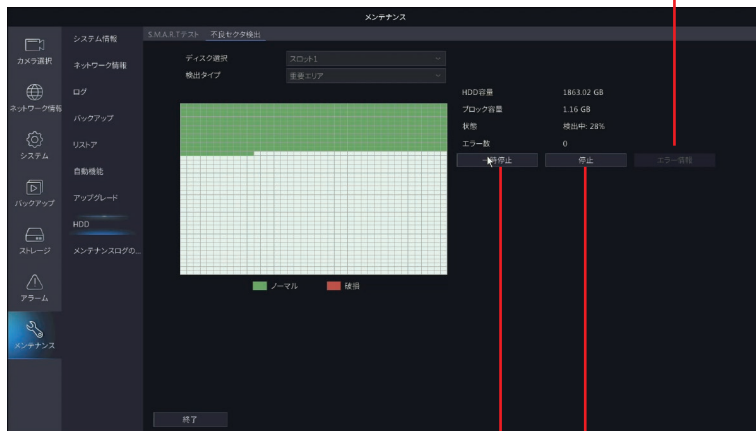 メンテナンス
カメラ選択
ネットワーク情報
システム
バックアップ
ストレージ
アラーム
メンテナンス
システム情報
ネットワーク情報
ログ
バックアップ
リストア
自動機能
アップグレード
HDD
メンテナンスログの...
S.M.A.R.Tテスト 不良セクタ検出
ディスク選択 スロット1
検出タイプ 重要エリア
HDD容量 1863.02 GB
ブロック容量 1.16 GB
状態 検出中: 28%
エラー数 0
一時停止 停止 エラー情報
ノーマル 破損
終了